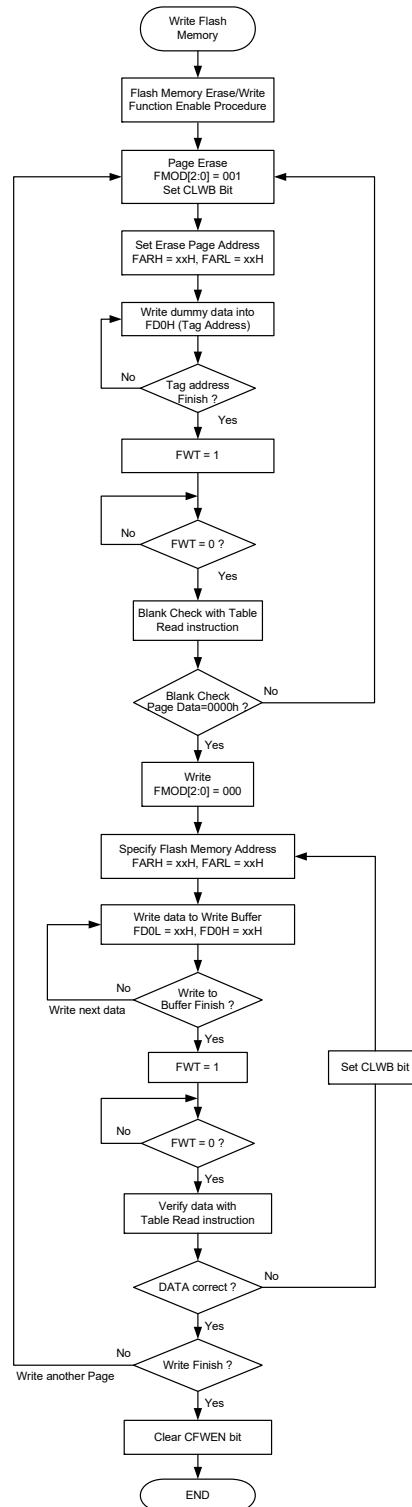 Write Flash
Memory
Flash Memory Erase/Write
Function Enable Procedure
Page Erase
FMOD[2:0] = 001
Set CLWB Bit
Set Erase Page Address
FARH = xxH, FARL = xxH
Write dummy data into
FD0H (Tag Address)
No
Tag address
Finish ?
Yes
FWT = 1
No
FWT = 0 ?
Yes
Blank Check with Table
Read instruction
No
Blank Check
Page Data=0000h ?
Yes
Write
FMOD[2:0] = 000
Specify Flash Memory Address
FARH = xxH, FARL = xxH
Write data to Write Buffer
FD0L = xxH, FD0H = xxH
No
Write next data
Write to
Buffer Finish ?
Yes
FWT = 1
Set CLWB bit
No
FWT = 0 ?
Yes
Verify data with
Table Read instruction
DATA correct ?
No
Yes
No
Write another Page
Write Finish ?
Yes
Clear CFWEN bit
END